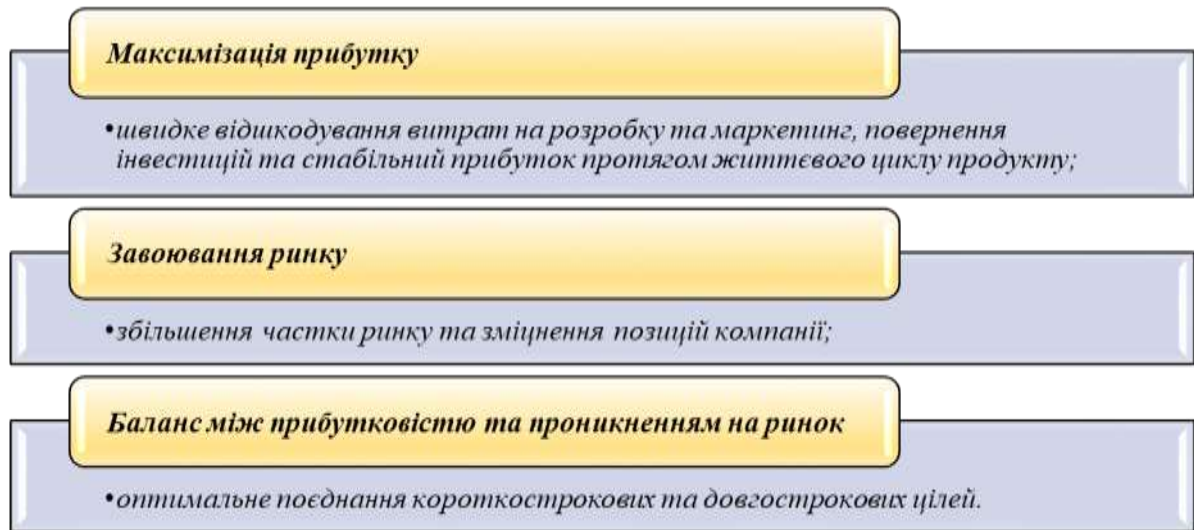 Максимізація прибутку
•швидке відшкодування витрат на розробку та маркетинг, повернення
інвестицій та стабільний прибуток протягом життєвого циклу продукту;
Завоювання ринку
•збільшення частки ринку та зміцнення позицій компанії;
Баланс між прибутковістю та проникненням на ринок
•оптимальне поєднання короткострокових та довгострокових цілей.